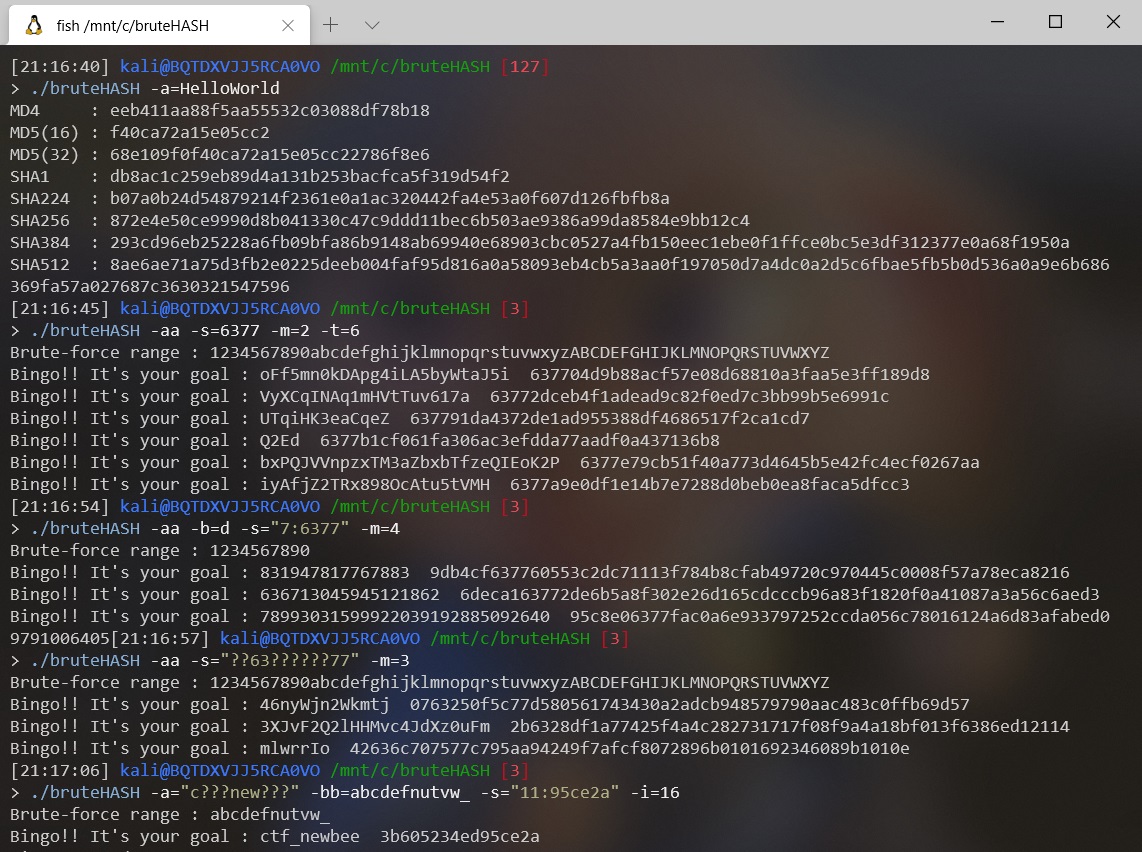 fish /mnt/c/bruteHASH
[21:16:40] kali@BQTDXVJJ5RCA0VO /mnt/c/bruteHASH [127]
> ./bruteHASH -a=HelloWorld
MD4     : eeb411aa88f5aa55532c03088df78b18
MD5(16) : f40ca72a15e05cc2
MD5(32) : 68e109f0f40ca72a15e05cc22786f8e6
SHA1    : db8ac1c259eb89d4a131b253bacfca5f319d54f2
SHA224  : b07a0b24d54879214f2361e0a1ac320442fa4e53a0f607d126fbfb8a
SHA256  : 872e4e50ce9990d8b041330c47c9ddd11bec6b503ae9386a99da8584e9bb12c4
SHA384  : 293cd96eb25228a6fb09bfa86b9148ab69940e68903cbc0527a4fb150eec1ebe0f1ffce0bc5e3df312377e0a68f1950a
SHA512  : 8ae6ae71a75d3fb2e0225deeb004faf95d816a0a58093eb4cb5a3aa0f197050d7a4dc0a2d5c6fbae5fb5b0d536a0a9e6b686
369fa57a027687c3630321547596
[21:16:45] kali@BQTDXVJJ5RCA0VO /mnt/c/bruteHASH [3]
> ./bruteHASH -aa -s=6377 -m=2 -t=6
Brute-force range : 1234567890abcdefghijklmnopqrstuvwxyzABCDEFGHIJKLMNOPQRSTUVWXYZ
Bingo!! It's your goal : oFf5mn0kDApg4iLA5byWtaJ5i  637704d9b88acf57e08d68810a3faa5e3ff189d8
Bingo!! It's your goal : VyXCqINAq1mHVtTuv617a  63772dceb4f1adead9c82f0ed7c3bb99b5e6991c
Bingo!! It's your goal : UTqiHK3eaCqeZ  637791da4372de1ad955388df4686517f2ca1cd7
Bingo!! It's your goal : Q2Ed  6377b1cf061fa306ac3efdda77aadf0a437136b8
Bingo!! It's your goal : bxPQJVVnpzxTM3aZbxbTfzeQIEoK2P  6377e79cb51f40a773d4645b5e42fc4ecf0267aa
Bingo!! It's your goal : iyAfjZ2TRx898OcAtu5tVMH  6377a9e0df1e14b7e7288d0beb0ea8faca5dfcc3
[21:16:54] kali@BQTDXVJJ5RCA0VO /mnt/c/bruteHASH [3]
> ./bruteHASH -aa -b=d -s="7:6377" -m=4
Brute-force range : 1234567890
Bingo!! It's your goal : 831947817767883  9db4cf637760553c2dc71113f784b8cfab49720c970445c0008f57a78eca8216
Bingo!! It's your goal : 636713045945121862  6deca163772de6b5a8f302e26d165cdcccb96a83f1820f0a41087a3a56c6aed3
Bingo!! It's your goal : 78993031599922039192885092640  95c8e06377fac0a6e933797252ccda056c78016124a6d83afabed0
9791006405[21:16:57] kali@BQTDXVJJ5RCA0VO /mnt/c/bruteHASH [3]
> ./bruteHASH -aa -s="??63??????77" -m=3
Brute-force range : 1234567890abcdefghijklmnopqrstuvwxyzABCDEFGHIJKLMNOPQRSTUVWXYZ
Bingo!! It's your goal : 46nyWjn2Wkmtj  0763250f5c77d580561743430a2adcb948579790aac483c0ffb69d57
Bingo!! It's your goal : 3XJvF2Q2lHHMvc4JdXz0uFm  2b6328df1a77425f4a4c282731717f08f9a4a18bf013f6386ed12114
Bingo!! It's your goal : mlwrrIo  42636c707577c795aa94249f7afcf8072896b0101692346089b1010e
[21:17:06] kali@BQTDXVJJ5RCA0VO /mnt/c/bruteHASH [3]
> ./bruteHASH -a="c???new???" -bb=abcdefnutvw_ -s="11:95ce2a" -i=16
Brute-force range : abcdefnutvw_
Bingo!! It's your goal : ctf_newbee  3b605234ed95ce2a